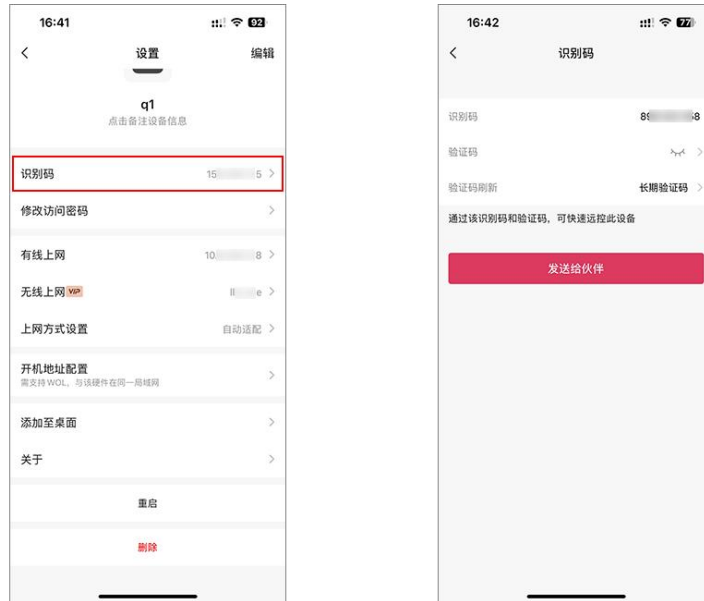 16:41
92
设置
编辑
q1
点击备注设备信息
识别码
15 5
修改访问密码
有线上网
10. 8
无线上网 VIP
ll e
上网方式设置
自动适配
开机地址配置
需支持 WOL，与该硬件在同一局域网
添加至桌面
关于
重启
删除
16:42
77
识别码
识别码
8 8
验证码
验证码刷新
长期验证码
通过该识别码和验证码，可快速远控此设备
发送给伙伴